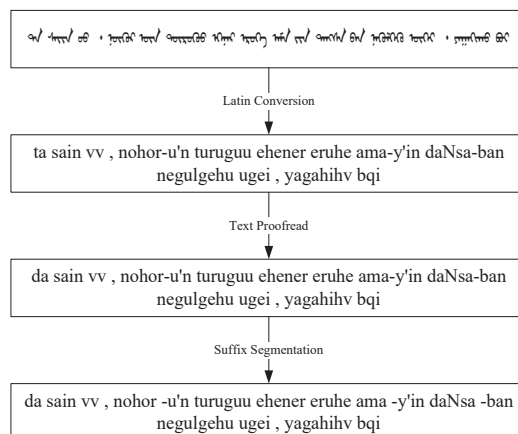 Latin Conversion
ta sain vv , nohor-u'n turuguu ehener eruhe ama-y'in daNsa-ban
negulgehu ugei , yagahihv bqi
Text Proofread
da sain vv , nohor-u'n turuguu ehener eruhe ama-y'in daNsa-ban
negulgehu ugei , yagahihv bqi
Suffix Segmentation
da sain vv , nohor -u'n turuguu ehener eruhe ama -y'in daNsa -ban
negulgehu ugei , yagahihv bqi